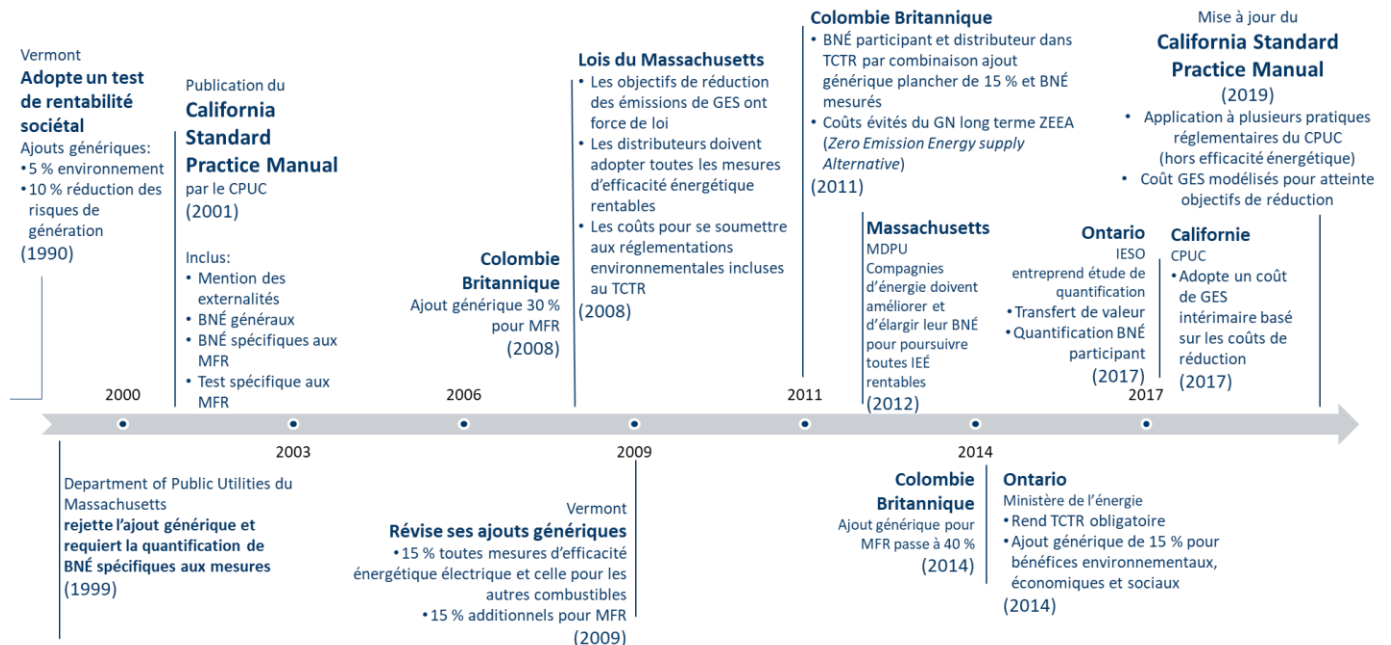 Vermont
Adopte un test
de rentabilité
sociétal
Ajouts génériques:
• 5 % environnement
• 10 % réduction des
risques de
génération
(1990)
Publication du
California
Standard
Practice Manual
par le CPUC
(2001)
Inclus:
• Mention des
externalités
• BNÉ généraux
• BNÉ spécifiques aux
MFR
• Test spécifique aux
MFR
Colombie
Britannique
Ajout générique 30 %
pour MFR
(2008)
Lois du Massachusetts
• Les objectifs de réduction
des émissions de GES ont
force de loi
• Les distributeurs doivent
adopter toutes les mesures
d'efficacité énergétique
rentables
• Les coûts pour se soumettre
aux réglementations
environnementales incluses
au TCTR
(2008)
Colombie Britannique
• BNÉ participant et distributeur dans
TCTR par combinaison ajout
générique plancher de 15 % et BNÉ
mesurés
• Coûts évités du GN long terme ZEEA
(Zero Emission Energy supply
Alternative)
(2011)
Massachusetts
MDPU
Compagnies
d'énergie doivent
améliorer et
d'élargir leur BNÉ
pour poursuivre
toutes IEÉ
rentables
(2012)
Ontario
IESO
entreprend étude de
quantification
• Transfert de valeur
• Quantification BNÉ
participant
(2017)
Californie
CPUC
• Adopte un coût
de GES
intérimaire basé
sur les coûts de
réduction
(2017)
Mise à jour du
California Standard
Practice Manual
(2019)
• Application à plusieurs pratiques
réglementaires du CPUC
(hors efficacité énergétique)
• Coût GES modélisés pour atteinte
objectifs de réduction
2000
2006
2011
2017
2003
2009
2014
Department of Public Utilities du
Massachusetts
rejette l'ajout générique et
requiert la quantification de
BNÉ spécifiques aux mesures
(1999)
Vermont
Révise ses ajouts génériques
• 15 % toutes mesures d'efficacité
énergétique électrique et celle pour les
autres combustibles
• 15 % additionnels pour MFR
(2009)
Colombie
Britannique
Ajout générique pour
MFR passe à 40 %
(2014)
Ontario
Ministère de l'énergie
• Rend TCTR obligatoire
• Ajout générique de 15 % pour
bénéfices environnementaux,
économiques et sociaux
(2014)